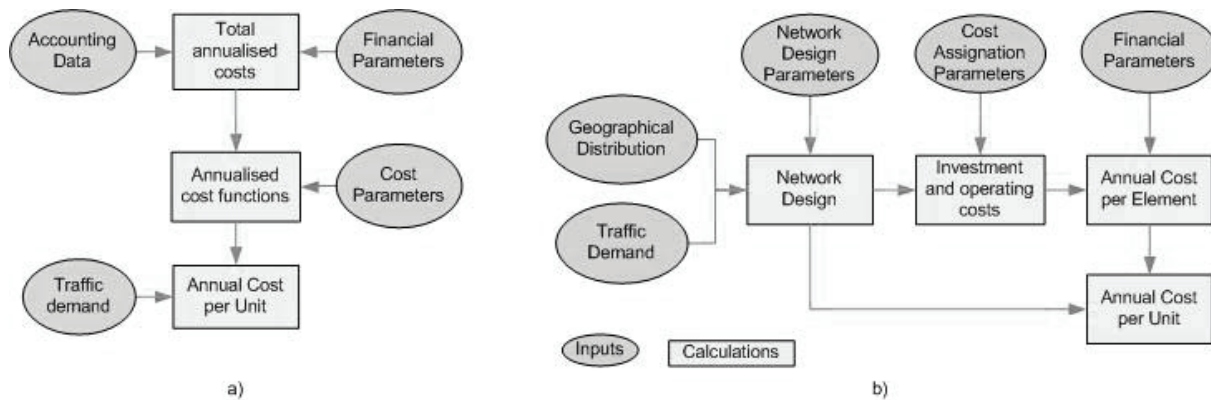 Accounting
Data
Total
annualised
costs
Financial
Parameters
Annualised
cost functions
Cost
Parameters
Traffic
demand
Annual Cost
per Unit
a)
Network
Design
Parameters
Cost
Assignation
Parameters
Financial
Parameters
Geographical
Distribution
Traffic
Demand
Network
Design
Investment
and operating
costs
Annual Cost
per Element
Annual Cost
per Unit
Inputs
Calculations
b)